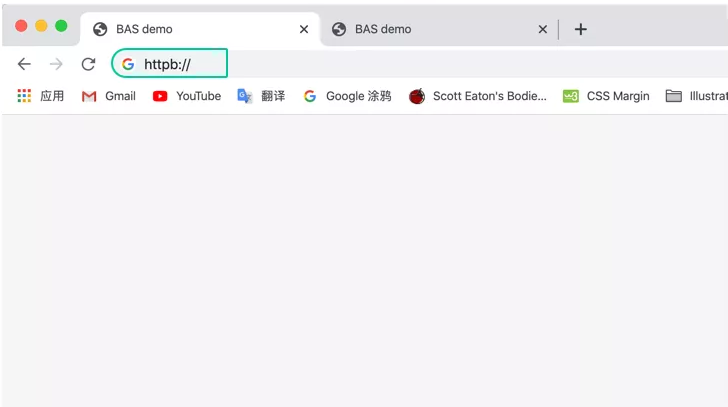 BAS demo BAS demo
httpb://
应用 Gmail YouTube 翻译 Google 涂鸦 Scott Eaton's Bodie... CSS Margin Illustrat